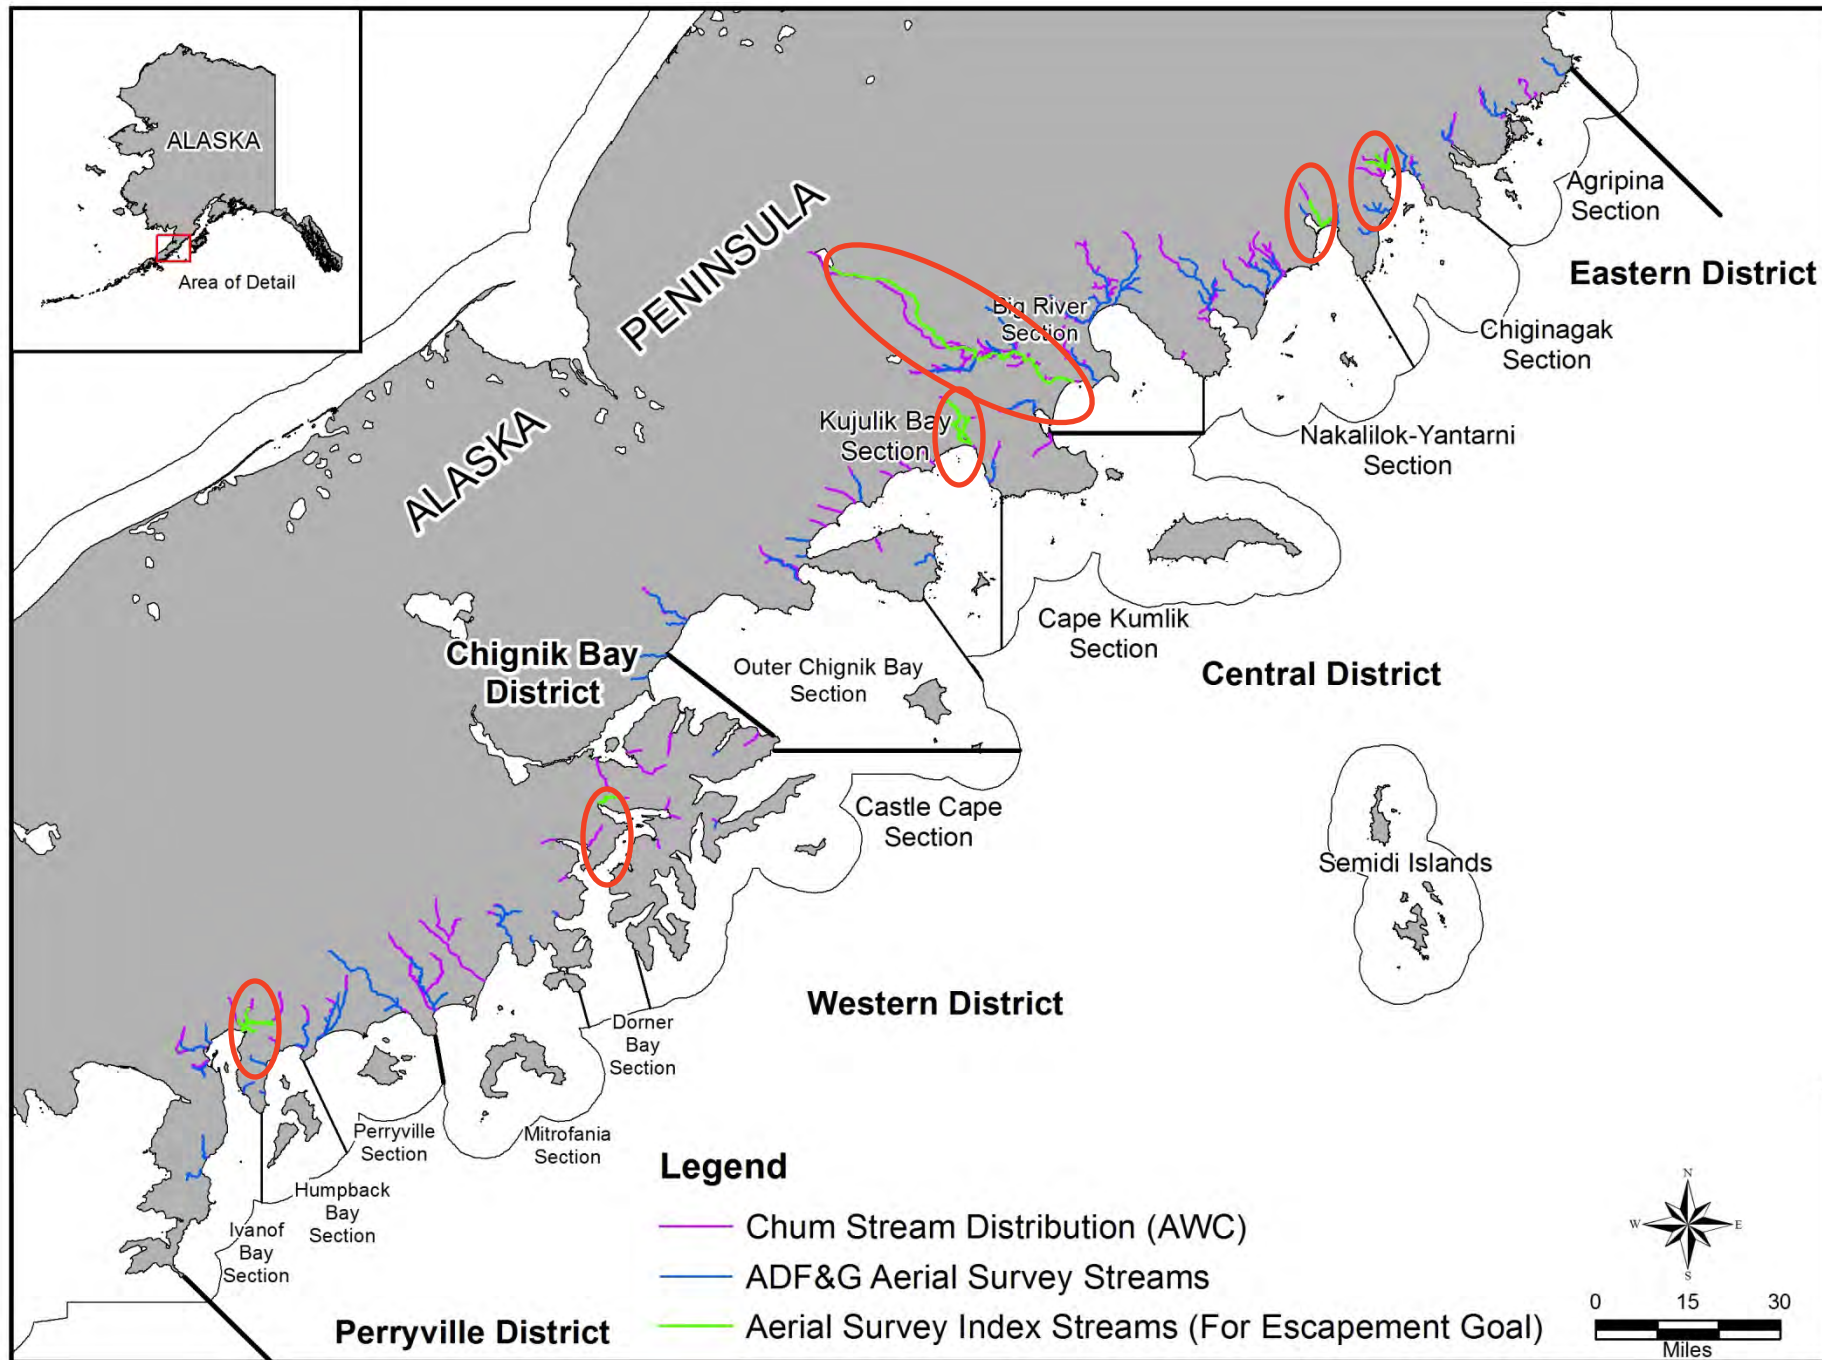 ALASKA
Area of Detail
PENINSULA
ALASKA
Agripina
Section
Eastern District
Chiginagak
Section
Big River
Section
Nakalilok-Yantarni
Section
Kujulik Bay
Section
Cape Kumlik
Section
Central District
Chignik Bay
District
Outer Chignik Bay
Section
Castle Cape
Section
Semidi Islands
Western District
Dorner
Bay
Section
Mitrofania
Section
Perryville
Section
Humpback
Bay
Section
Ivanof
Bay
Section
Perryville District
Legend
Chum Stream Distribution (AWC)
ADF&G Aerial Survey Streams
Aerial Survey Index Streams (For Escapement Goal)
N
W E
S
0 15 30
Miles